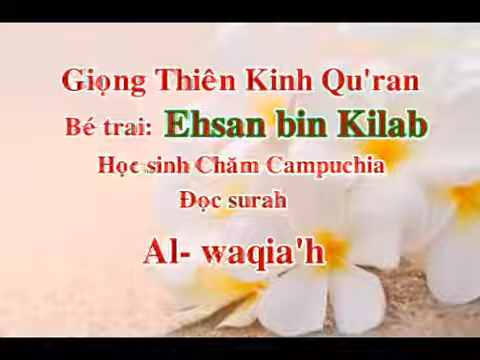 Giọng Thiên Kinh Qu'ran
Bé trai: Ehsan bin Kilab
Học sinh Chăm Campuchia
Đọc surah
Al- waqia'h